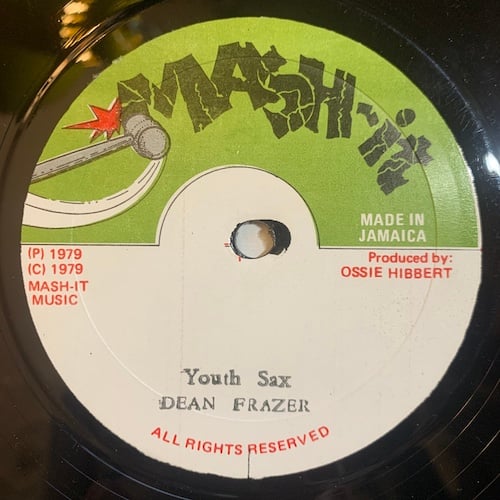 MASH-it
MADE IN
JAMAICA
(P) 1979
(C) 1979
MASH-IT
MUSIC
Produced by:
OSSIE HIBBERT
Youth Sax
DEAN FRAZER
ALL RIGHTS RESERVED